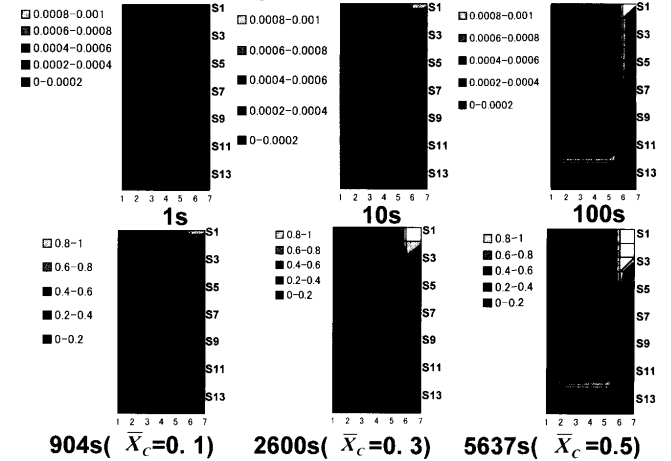 0.0008-0.001
0.0006-0.0008
0.0004-0.0006
0.0002-0.0004
0-0.0002
S1
S3
S5
S7
S9
S11
S13
1 2 3 4 5 6 7
1s
0.0008-0.001
0.0006-0.0008
0.0004-0.0006
0.0002-0.0004
0-0.0002
S1
S3
S5
S7
S9
S11
S13
1 2 3 4 5 6 7
10s
0.0008-0.001
0.0006-0.0008
0.0004-0.0006
0.0002-0.0004
0-0.0002
S1
S3
S5
S7
S9
S11
S13
1 2 3 4 5 6 7
100s
0.8-1
0.6-0.8
0.4-0.6
0.2-0.4
0-0.2
S1
S3
S5
S7
S9
S11
S13
1 2 3 4 5 6 7
904s( X̅c=0.1)
0.8-1
0.6-0.8
0.4-0.6
0.2-0.4
0-0.2
S1
S3
S5
S7
S9
S11
S13
1 2 3 4 5 6 7
2600s( X̅c=0.3)
0.8-1
0.6-0.8
0.4-0.6
0.2-0.4
0-0.2
S1
S3
S5
S7
S9
S11
S13
1 2 3 4 5 6 7
5637s( X̅c=0.5)